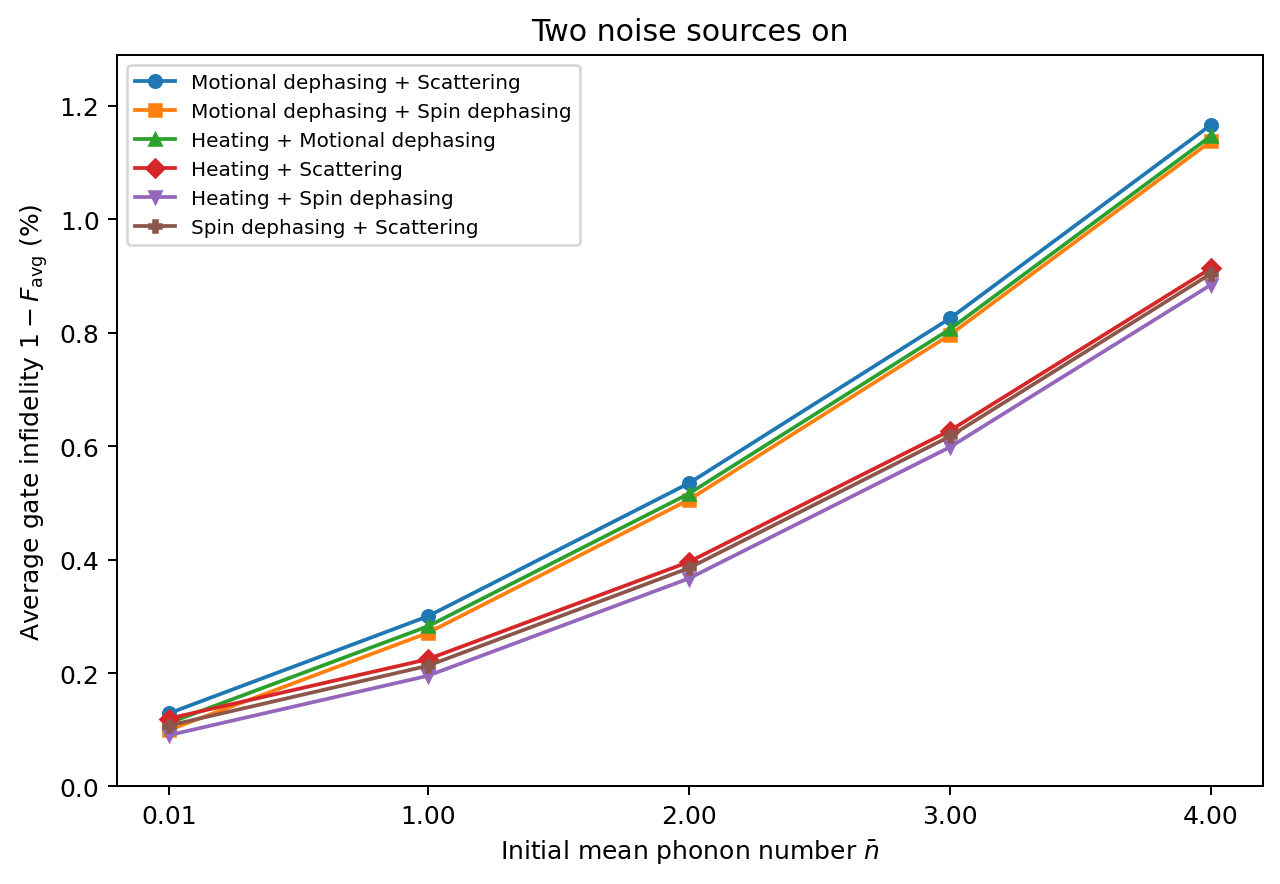 Two noise sources on
Motional dephasing + Scattering
Motional dephasing + Spin dephasing
Heating + Motional dephasing
Heating + Scattering
Heating + Spin dephasing
Spin dephasing + Scattering
Average gate infidelity 1 − F_avg (%)
1.2
1.0
0.8
0.6
0.4
0.2
0.0
0.01 1.00 2.00 3.00 4.00
Initial mean phonon number n̄